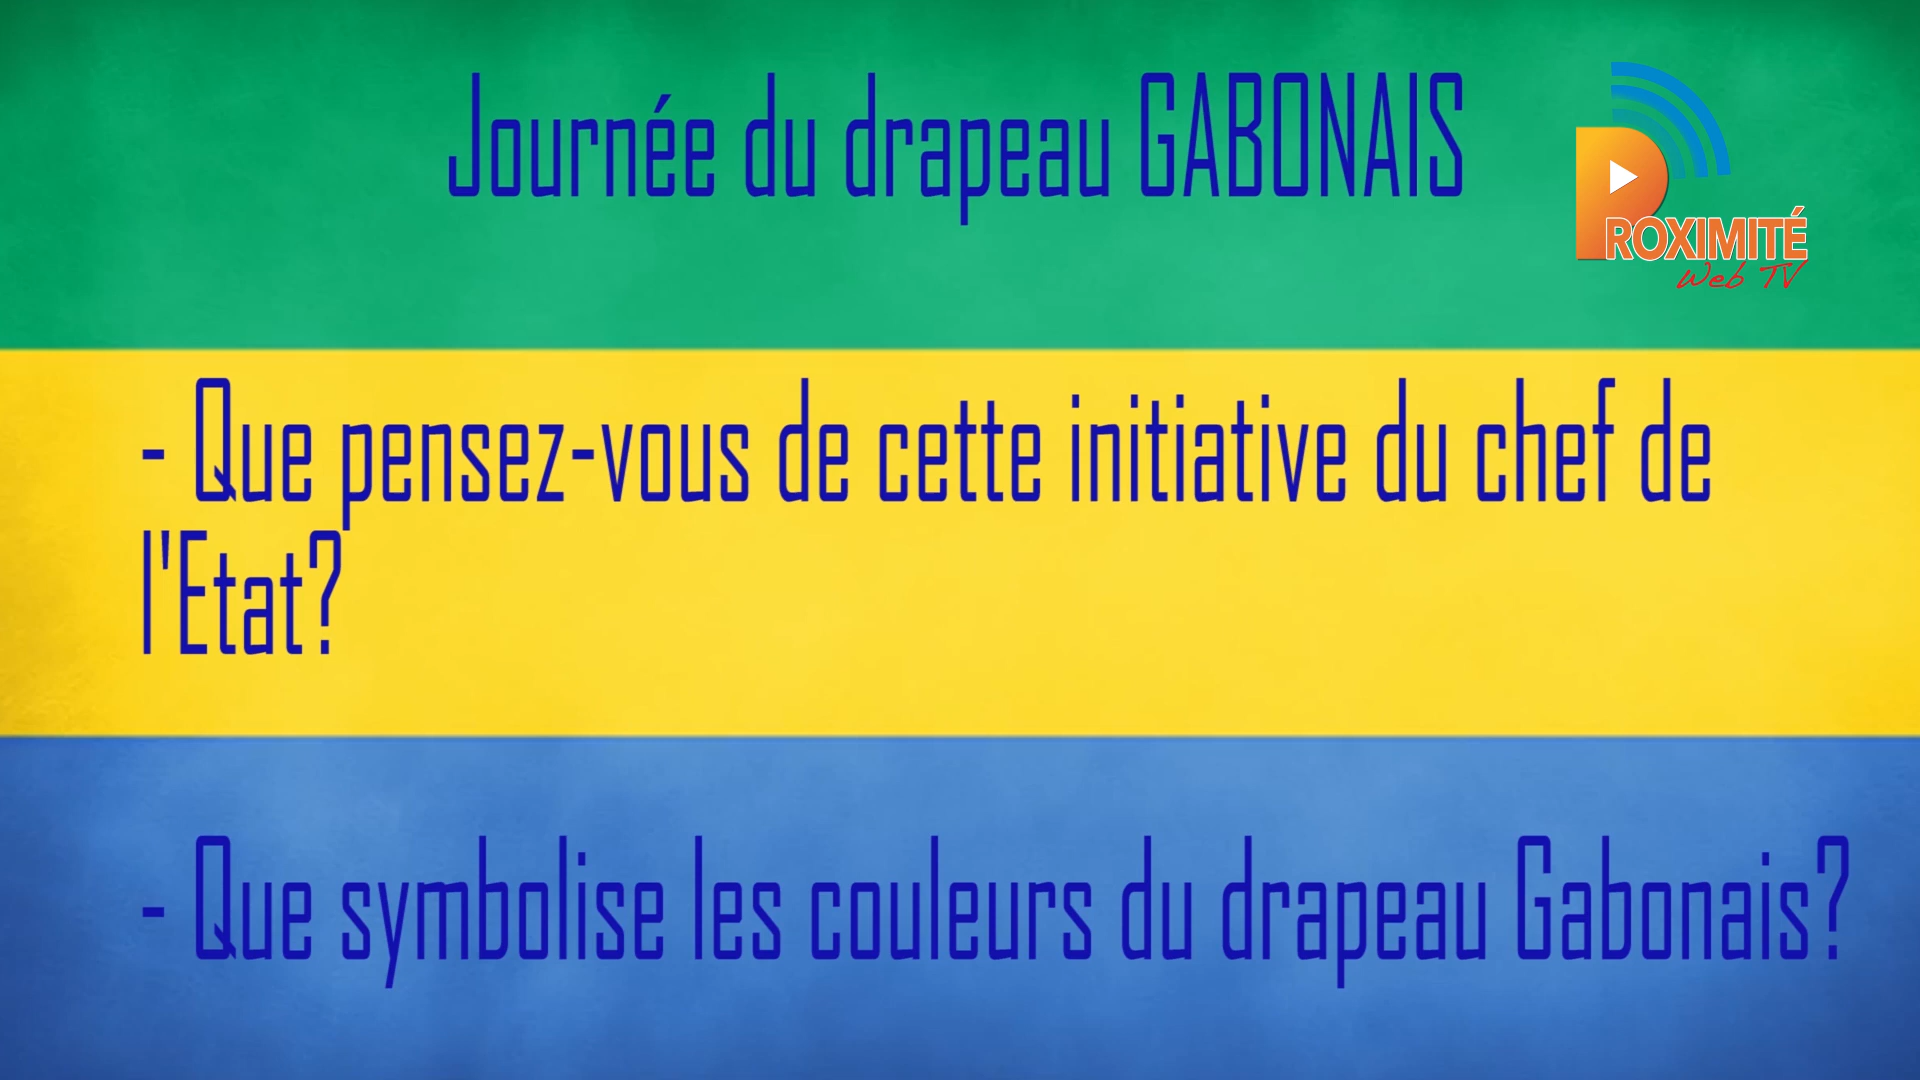 Journée du drapeau GABONAIS
PROXIMITÉ
Web TV
- Que pensez-vous de cette initiative du chef de
l'Etat?
- Que symbolise les couleurs du drapeau Gabonais?